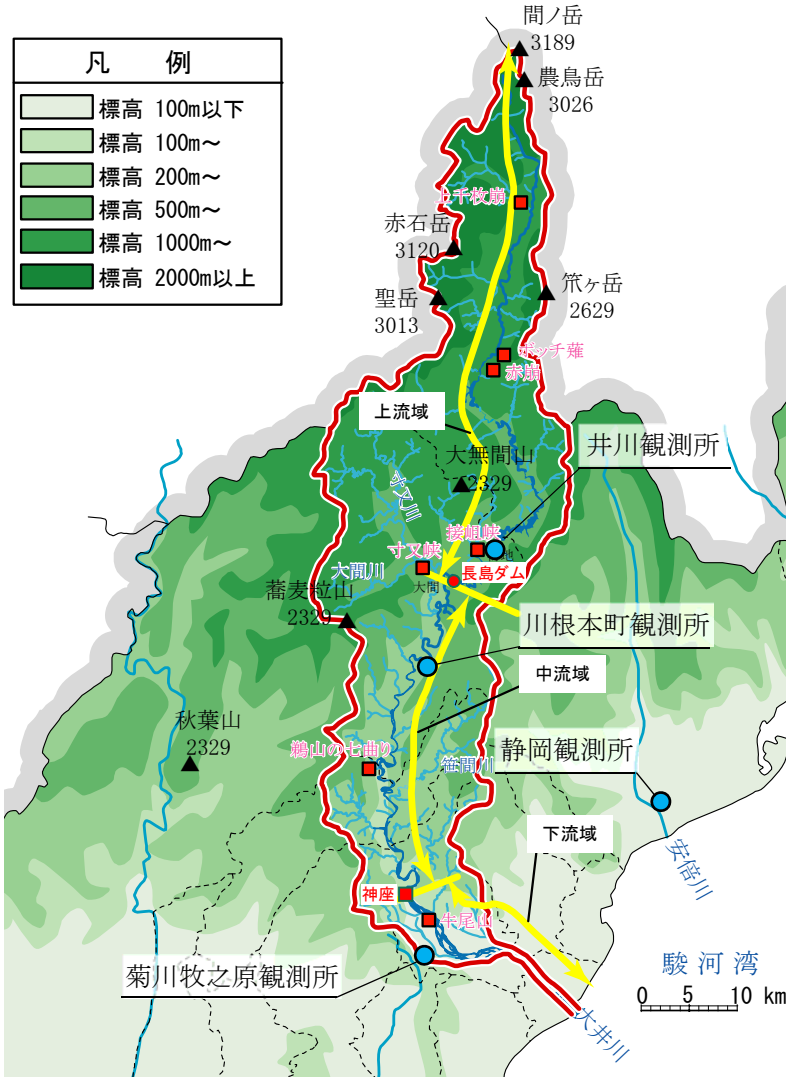 間ノ岳
3189
農鳥岳
3026
凡 例
標高 100m以下
標高 100m～
標高 200m～
標高 500m～
標高 1000m～
標高 2000m以上
上千枚崩
赤石岳
3120
聖岳
3013
笊ヶ岳
2629
ボッチ薙
赤崩
上流域
大無間山
2329
井川観測所
寸又川
接岨峡
寸又峡
大間川
大間
長島ダム
蕎麦粒山
2329
川根本町観測所
中流域
秋葉山
2329
鵜山の七曲り
笹間川
静岡観測所
下流域
安倍川
神座
牛尾山
菊川牧之原観測所
駿河湾
0 5 10 km
大井川